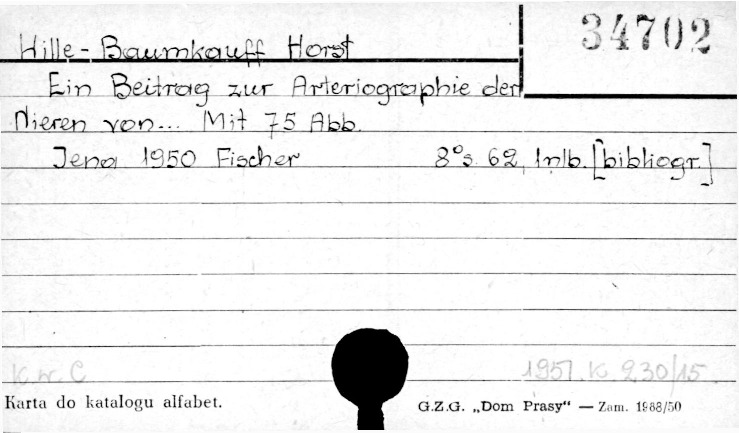 34702
Hille-Baumkauff Horst
Ein Beitrag zur Arteriographie der
Nieren von... Mit 75 Abb.
Jena 1950 Fischer 8° s. 62, 1nlb. [bibliogr.]
K. w. C 1951. K. 230/15.
Karta do katalogu alfabet. G.Z.G. „Dom Prasy“ — Zam. 1988/50